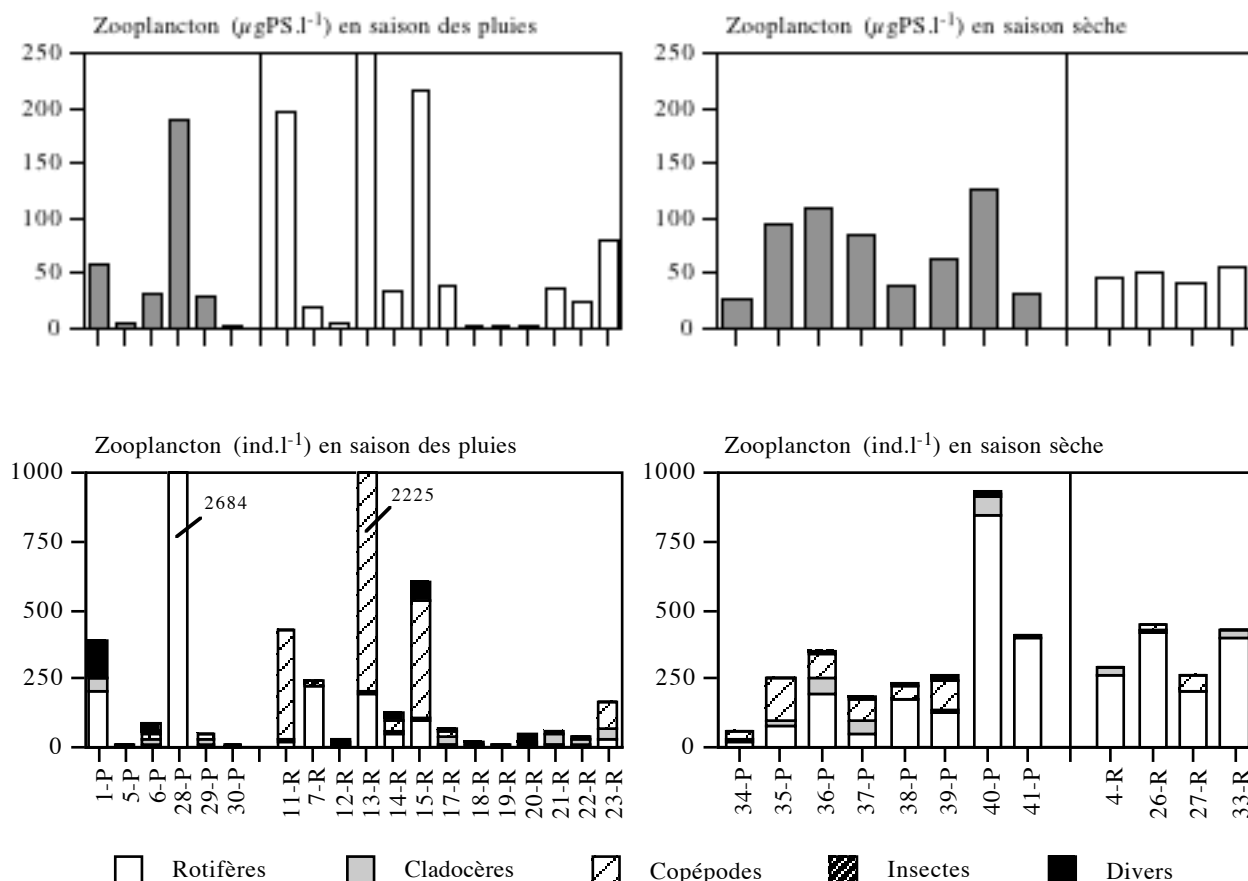 Zooplancton (µgPS.l-1) en saison des pluies
250
200
150
100
50
0
Zooplancton (µgPS.l-1) en saison sèche
250
200
150
100
50
0
Zooplancton (ind.l-1) en saison des pluies
1000
750
500
250
0
2684
2225
1-P
5-P
6-P
28-P
29-P
30-P
11-R
7-R
12-R
13-R
14-R
15-R
17-R
18-R
19-R
20-R
21-R
22-R
23-R
Zooplancton (ind.l-1) en saison sèche
1000
750
500
250
0
34-P
35-P
36-P
37-P
38-P
39-P
40-P
41-P
4-R
26-R
27-R
33-R
Rotifères Cladocères Copépodes Insectes Divers